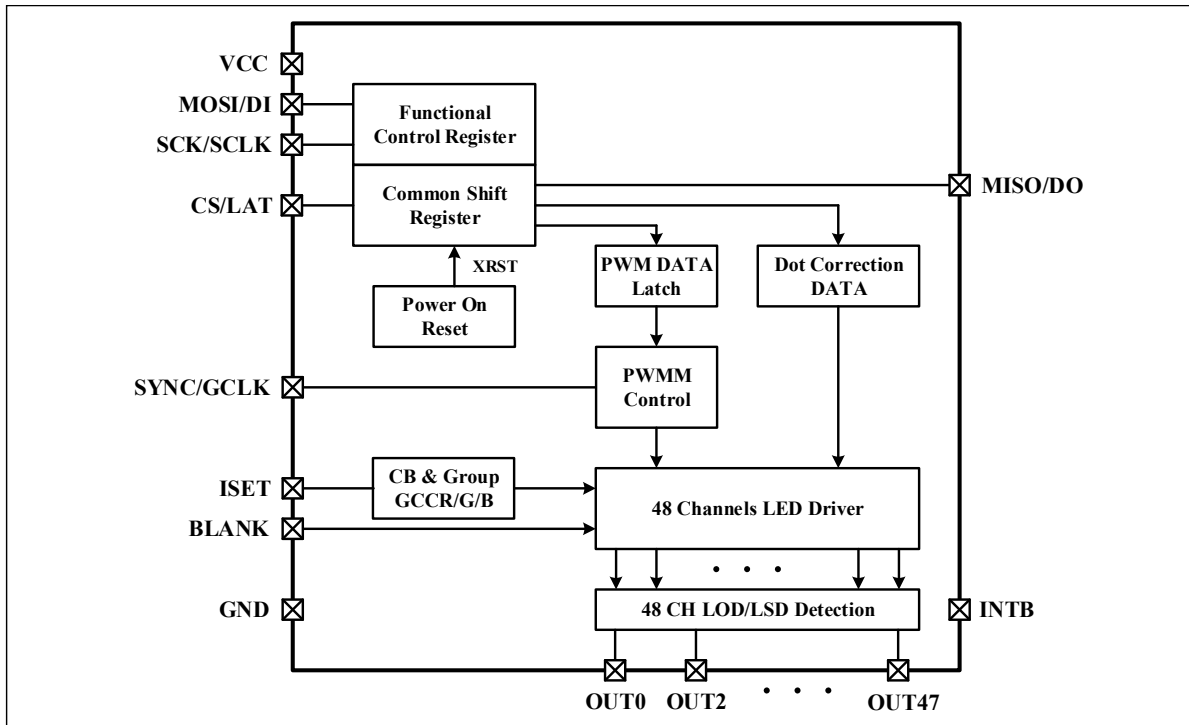 VCC
MOSI/DI
SCK/SCLK
CS/LAT
Functional
Control Register
Common Shift
Register
MISO/DO
XRST
Power On
Reset
PWM DATA
Latch
Dot Correction
DATA
SYNC/GCLK
PWMM
Control
ISET
CB & Group
GCCR/G/B
BLANK
48 Channels LED Driver
• • •
GND
48 CH LOD/LSD Detection
INTB
OUT0
OUT2
• • •
OUT47